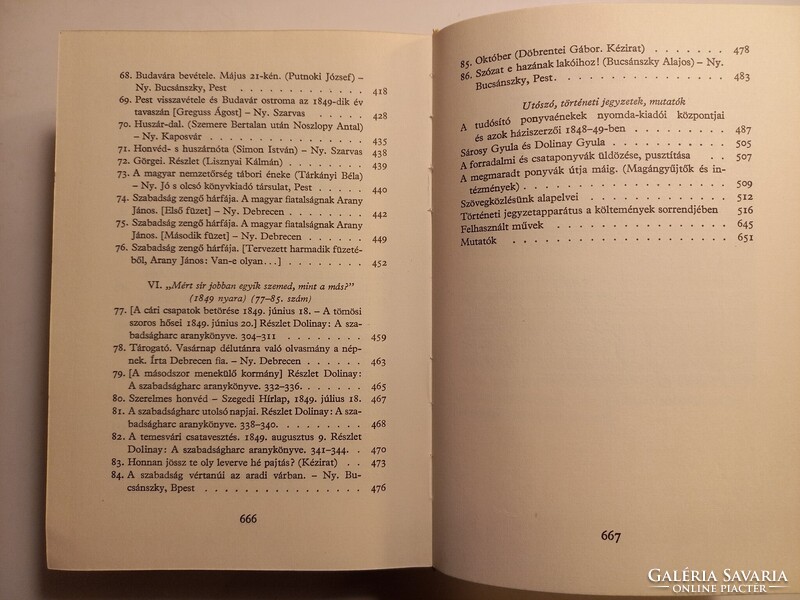 68. Budavára bevétele. Május 21-kén. (Putnoki József) –
Ny. Bucsánszky, Pest . . . . . . . . . . . 418
69. Pest visszavétele és Budavár ostroma az 1849-dik év
tavaszán [Greguss Ágost] – Ny. Szarvas . . . . 428
70. Huszár-dal. (Szemere Bertalan után Noszlopy Antal)
– Ny. Kaposvár . . . . . . . . . . . . . 435
71. Honvéd- s huszárnóta (Simon István) – Ny. Szarvas 438
72. Görgei. Részlet (Lisznyai Kálmán) . . . . . . 439
73. A magyar nemzetőrség tábori éneke (Tárkányi Béla)
– Ny. Jó s olcsó könyvkiadó társulat, Pest . . . . 440
74. Szabadság zengő hárfája. A magyar fiatalságnak Arany
János. [Első füzet] – Ny. Debrecen . . . . . . 442
75. Szabadság zengő hárfája. A magyar fiatalságnak Arany
János. [Második füzet] – Ny. Debrecen . . . . . 449
76. Szabadság zengő hárfája. [Tervezett harmadik füzeté-
ből, Arany János: Van-e olyan...] . . . . . . . 452
VI. „Mért sír jobban egyik szemed, mint a más?”
(1849 nyara) (77–85. szám)
77. [A cári csapatok betörése 1849. június 18. – A tömösi
szoros hősei 1849. június 20.] Részlet Dolinay: A sza-
badságharc aranykönyve. 304–311 . . . . . . . 459
78. Tárogató. Vasárnap délutánra való olvasmány a nép-
nek. Írta Debrecen fia. – Ny. Debrecen . . . . . 463
79. [A másodszor menekülő kormány] Részlet Dolinay:
A szabadságharc aranykönyve. 332–336. . . . . . 465
80. Szerelmes honvéd – Szegedi Hírlap, 1849. július 18. 467
81. A szabadságharc utolsó napjai. Részlet Dolinay: A sza-
badságharc aranykönyve. 338–340. . . . . . . . 468
82. A temesvári csatavesztés. 1849. augusztus 9. Részlet
Dolinay: A szabadságharc aranykönyve. 341–344. . . 470
83. Honnan jössz te oly leverve hé pajtás? (Kézirat) . . 473
84. A szabadság vértanúi az aradi várban. – Ny. Bu-
csánszky, Bpest . . . . . . . . . . . . . . 476
666
85. Október (Döbrentei Gábor. Kézirat) . . . . . . . 478
86. Szózat e hazának lakóihoz! (Bucsánszky Alajos) – Ny.
Bucsánszky, Pest. . . . . . . . . . . . . . 483
Utószó, történeti jegyzetek, mutatók
A tudósító ponyvaénekek nyomda-kiadói központjai
és azok háziszerzői 1848–49-ben . . . . . . . . 487
Sárosy Gyula és Dolinay Gyula . . . . . . . . 505
A forradalmi és csataponyvák üldözése, pusztítása . . 507
A megmaradt ponyvák útja máig. (Magángyűjtők és in-
tézmények) . . . . . . . . . . . . . . . 509
Szövegközlésünk alapelvei . . . . . . . . . . 512
Történeti jegyzetapparátus a költemények sorrendjében 516
Felhasznált művek . . . . . . . . . . . . . 645
Mutatók . . . . . . . . . . . . . . . . . 651
667
GALÉRIA SAVARIA
ONLINE PIACTÉR